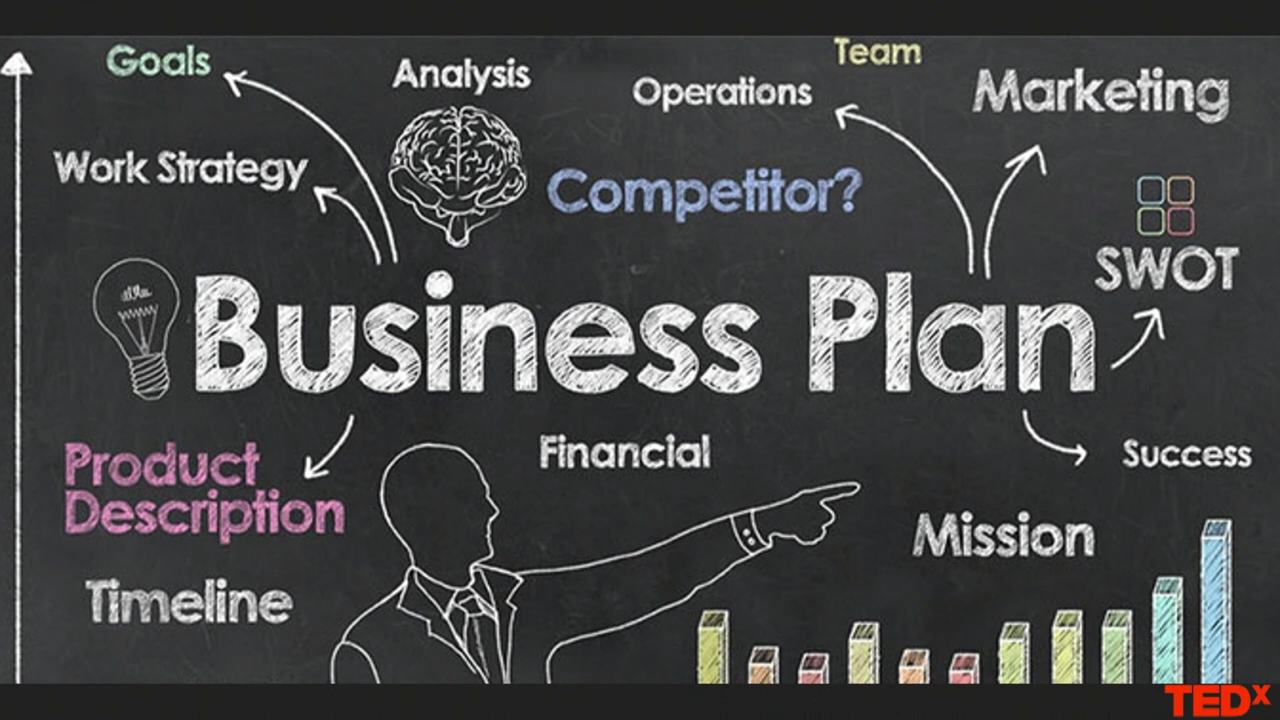 Goals
Analysis
Operations
Team
Marketing
Work Strategy
Competitor?
SWOT
Business Plan
Product
Description
Financial
Success
Mission
Timeline
TEDx